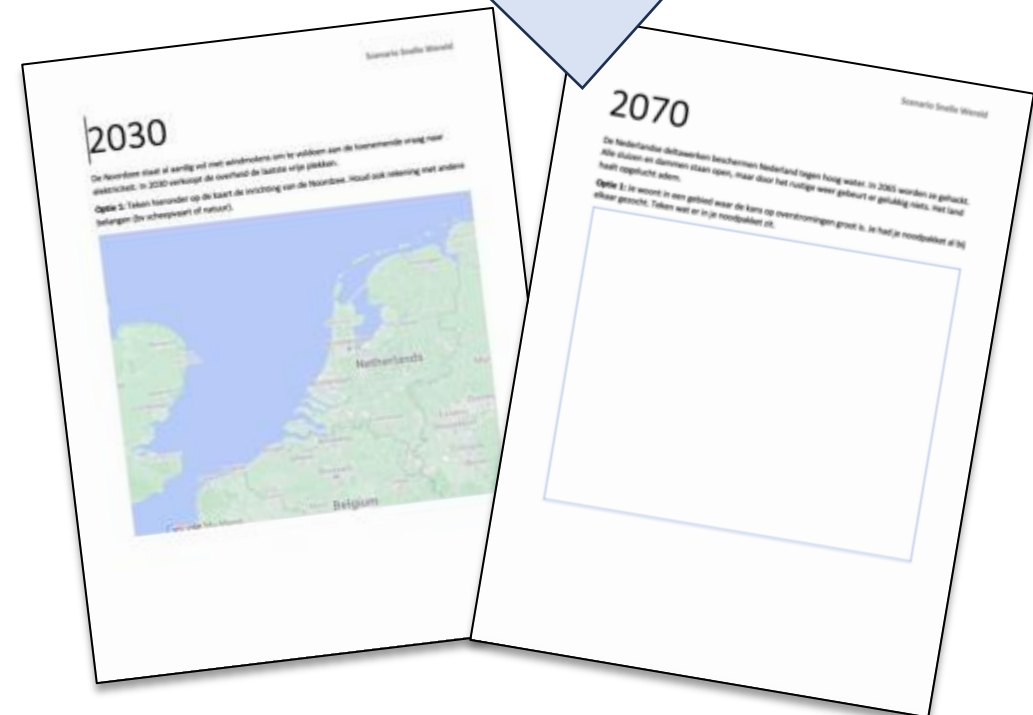 Scenario Snelle Wereld
2030
De Noordzee staat al aardig vol met windmolens om te voldoen aan de toenemende vraag naar
elektriciteit. In 2030 verkoopt de overheid de laatste vrije plekken.
Optie 1: Teken hieronder op de kaart de inrichting van de Noordzee. Houd ook rekening met andere
belangen (bv scheepvaart of natuur).
Netherlands
Belgium
Scenario Snelle Wereld
2070
De Nederlandse deltawerken beschermen Nederland tegen hoog water. In 2065 worden ze gehackt.
Alle sluizen en dammen staan open, maar door het rustige weer gebeurt er gelukkig niets. Het land
haalt opgelucht adem.
Optie 1: Je woont in een gebied waar de kans op overstromingen groot is. Je had je noodpakket al bij
elkaar gezocht. Teken wat er in je noodpakket zit.